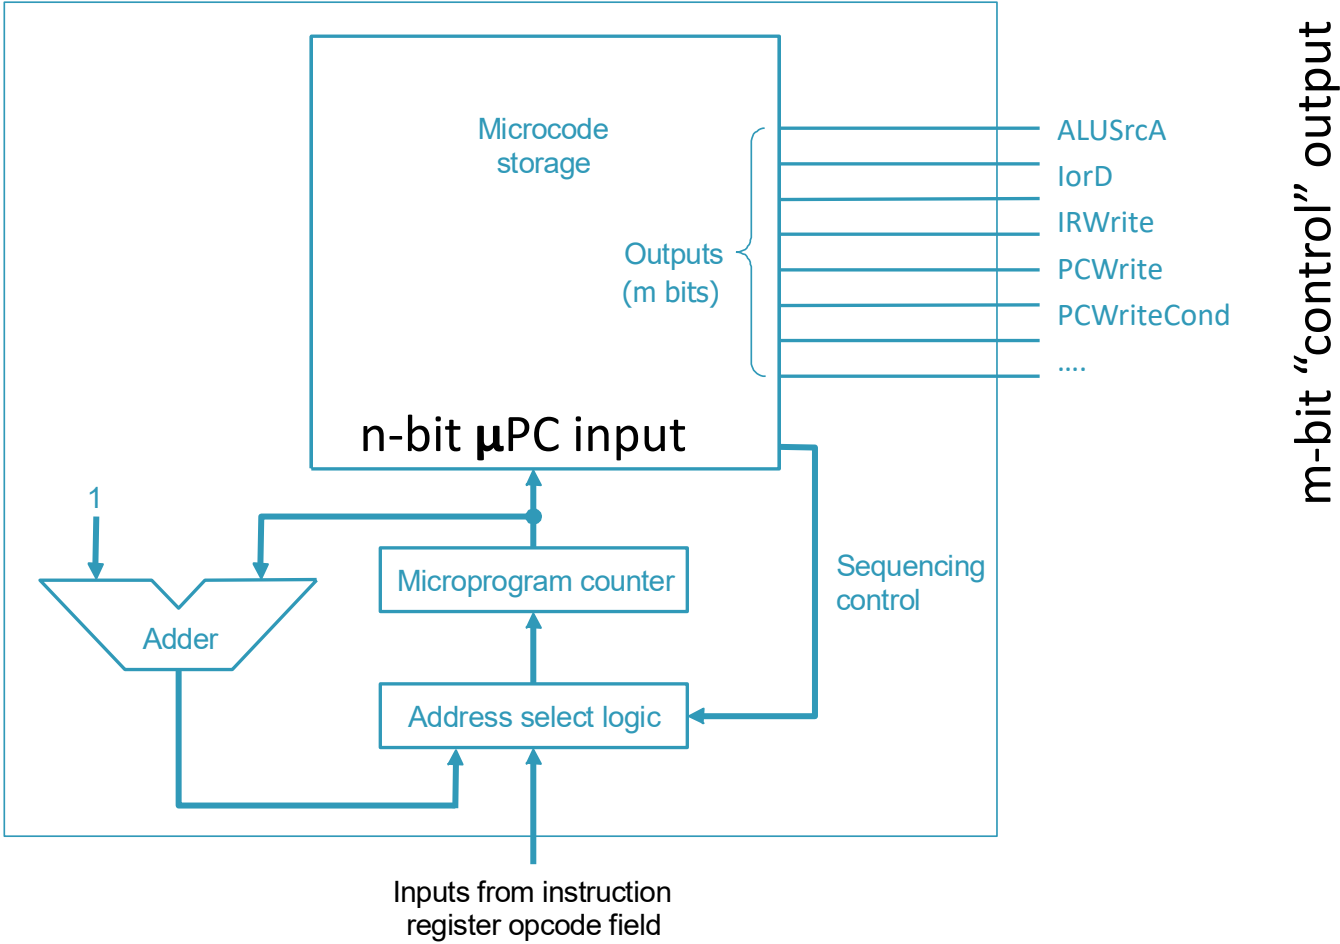 Microcode
storage
Outputs
(m bits)
n-bit µPC input
ALUSrcA
IorD
IRWrite
PCWrite
PCWriteCond
....
m-bit “control” output
1
Adder
Microprogram counter
Address select logic
Sequencing
control
Inputs from instruction
register opcode field